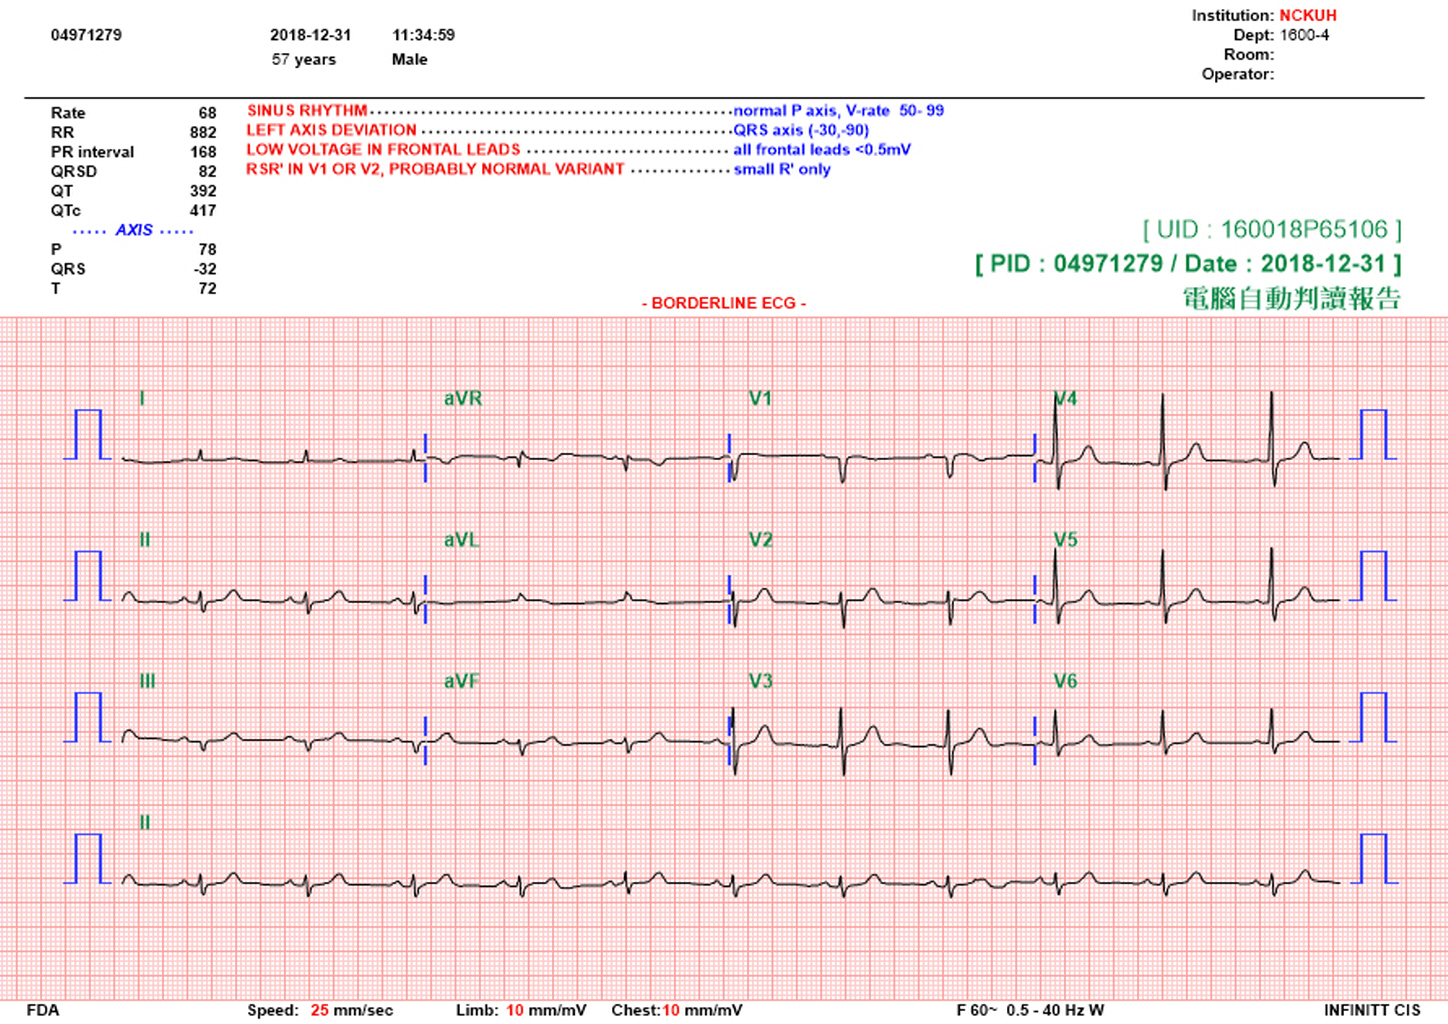 Institution: NCKUH
04971279 2018-12-31 11:34:59 Dept: 1600-4
57 years Male Room:
Operator:
Rate 68 SINUS RHYTHM normal P axis, V-rate 50- 99
RR 882 LEFT AXIS DEVIATION QRS axis (-30,-90)
PR interval 168 LOW VOLTAGE IN FRONTAL LEADS all frontal leads <0.5mV
QRSD 82 RSR' IN V1 OR V2, PROBABLY NORMAL VARIANT small R' only
QT 392
QTc 417
AXIS
P 78
QRS -32
T 72
[ UID : 160018P65106 ]
[ PID : 04971279 / Date : 2018-12-31 ]
電腦自動判讀報告
- BORDERLINE ECG -
I aVR V1 V4
II aVL V2 V5
III aVF V3 V6
II
FDA Speed: 25 mm/sec Limb: 10 mm/mV Chest:10 mm/mV F 60~ 0.5 - 40 Hz W INFINITT CIS